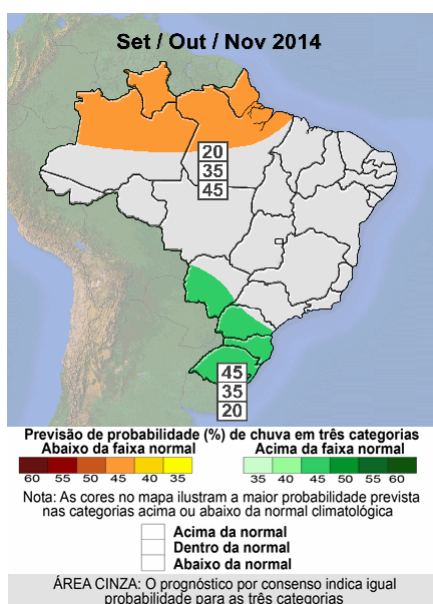 Set / Out / Nov 2014
20
35
45
45
35
20
Previsão de probabilidade (%) de chuva em três categorias
Abaixo da faixa normal Acima da faixa normal
60 55 50 45 40 35 35 40 45 50 55 60
Nota: As cores no mapa ilustram a maior probabilidade prevista
nas categorias acima ou abaixo da normal climatológica
Acima da normal
Dentro da normal
Abaixo da normal
ÁREA CINZA: O prognóstico por consenso indica igual
probabilidade para as três categorias